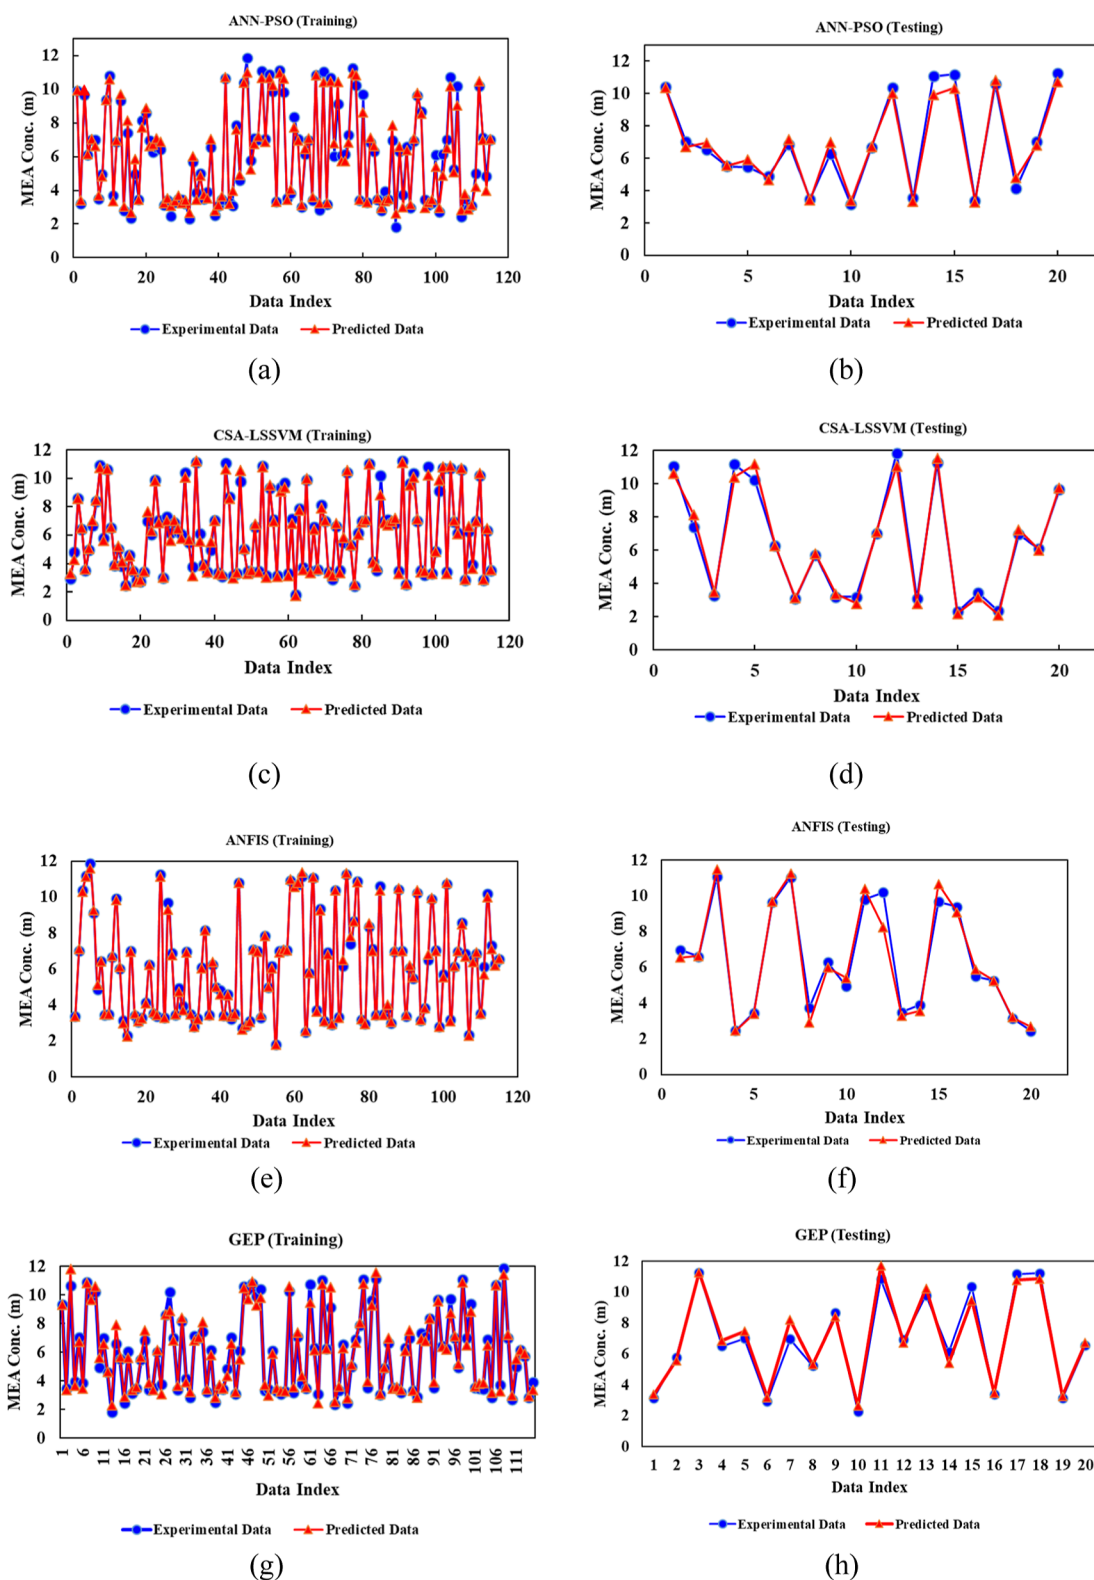 ANN-PSO (Training)
MEA Conc. (m)
12
10
8
6
4
2
0
0 20 40 60 80 100 120
Data Index
Experimental Data Predicted Data
(a)
ANN-PSO (Testing)
MEA Conc. (m)
12
10
8
6
4
2
0
0 5 10 15 20
Data Index
Experimental Data Predicted Data
(b)
CSA-LSSVM (Training)
MEA Conc. (m)
12
10
8
6
4
2
0
0 20 40 60 80 100 120
Data Index
Experimental Data Predicted Data
(c)
CSA-LSSVM (Testing)
MEA Conc. (m)
12
10
8
6
4
2
0
0 5 10 15 20
Data Index
Experimental Data Predicted Data
(d)
ANFIS (Training)
MEA Conc. (m)
12
10
8
6
4
2
0
0 20 40 60 80 100 120
Data Index
Experimental Data Predicted Data
(e)
ANFIS (Testing)
MEA Conc. (m)
12
10
8
6
4
2
0
0 5 10 15 20
Data Index
Experimental Data Predicted Data
(f)
GEP (Training)
MEA Conc. (m)
12
10
8
6
4
2
0
1 6 11 16 21 26 31 36 41 46 51 56 61 66 71 76 81 86 91 96 101 106 111
Data Index
Experimental Data Predicted Data
(g)
GEP (Testing)
MEA Conc. (m)
12
10
8
6
4
2
0
1 2 3 4 5 6 7 8 9 10 11 12 13 14 15 16 17 18 19 20
Data Index
Experimental Data Predicted Data
(h)